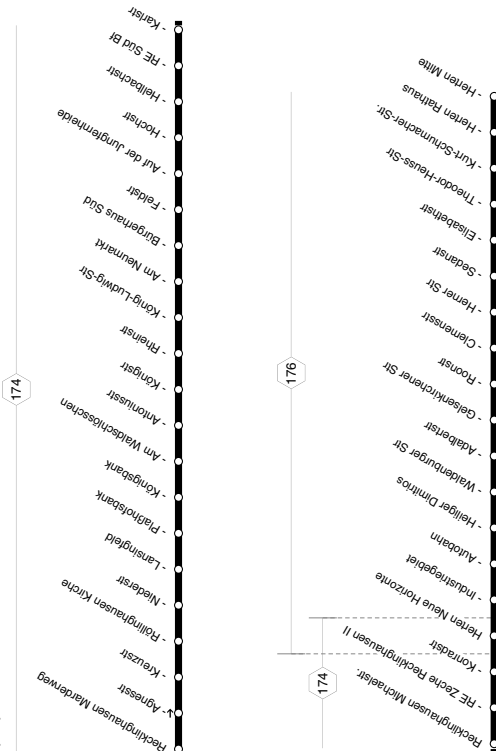 174
- Karlstr
- RE Süd Bf
- Hellbachstr
- Hochstr
- Auf der Jungfernheide
- Feldstr
- Bürgerhaus Süd
- Am Neumarkt
- König-Ludwig-Str
- Rheinstr
- Königstr
- Antoniusstr
- Am Waldschlösschen
- Königsbank
- Plaßhofsbank
- Lansingfeld
- Niederstr
- Röllinghausen Kirche
- Kreuzstr
- Agnesstr
Recklinghausen Marderweg
176
174
- Herten Mitte
- Herten Rathaus
- Kurt-Schumacher-Str.
- Theodor-Heuss-Str
- Elisabethstr
- Sedanstr
- Herner Str
- Clemensstr
- Roonstr
- Gelsenkirchener Str
- Adalbertstr
- Waldenburger Str
- Heiliger Dimitrios
- Autobahn
- Industriegebiet
Herten Neue Horizonte
- Konradstr
- RE Zeche Recklinghausen II
Recklinghausen Michaelstr.